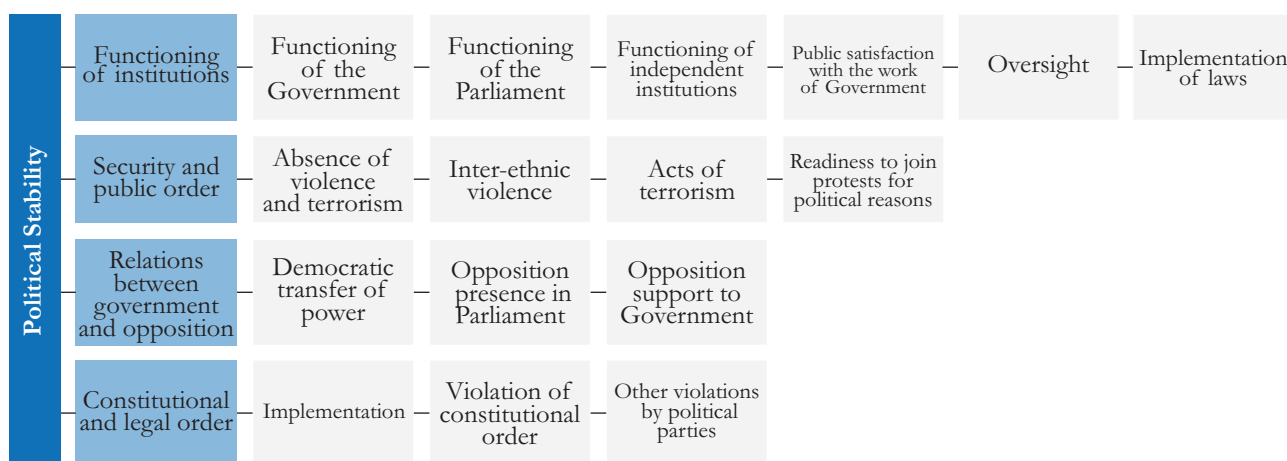 Political Stability
Functioning
of institutions
Functioning
of the
Government
Functioning
of the
Parliament
Functioning of
independent
institutions
Public satisfaction
with the work
of Government
Oversight
Implementation
of laws
Security and
public order
Absence of
violence
and terrorism
Inter-ethnic
violence
Acts of
terrorism
Readiness to join
protests for
political reasons
Relations
between
government
and opposition
Democratic
transfer of
power
Opposition
presence in
Parliament
Opposition
support to
Government
Constitutional
and legal order
Implementation
Violation of
constitutional
order
Other violations
by political
parties